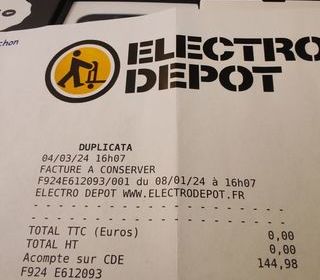 chon
ELECTRO
DEPOT
DUPLICATA
04/03/24 16h07
FACTURE A CONSERVER
F924E612093/001 du 08/01/24 à 16h07
ELECTRO DEPOT WWW.ELECTRODEPOT.FR
- - - - - - - - - - - - - - - - - - - -
- - - - - - - - - - - - - - - - - - - -
TOTAL TTC (Euros) 0,00
TOTAL HT 0,00
Acompte sur CDE 144,98
F924 E612093